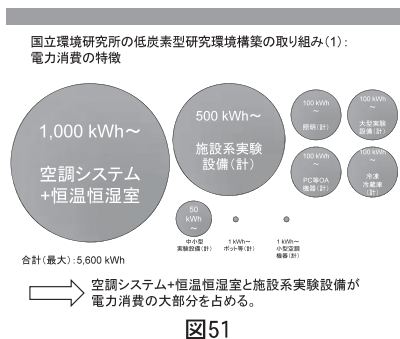 国立環境研究所の低炭素型研究環境構築の取り組み(1):
電力消費の特徴
1,000 kWh～
空調システム
+恒温恒湿室
500 kWh～
施設系実験
設備(計)
100 kWh
～
照明(計)
100 kWh
～
大型実験
設備(計)
100 kWh
～
PC等OA
機器(計)
100 kWh
～
冷凍
冷蔵庫
(計)
50
kWh
～
中小型
実験設備(計)
1 kWh～
ポット等(計)
1 kWh～
小型空調
機器(計)
合計(最大):5,600 kWh
空調システム+恒温恒湿室と施設系実験設備が
電力消費の大部分を占める。
図51